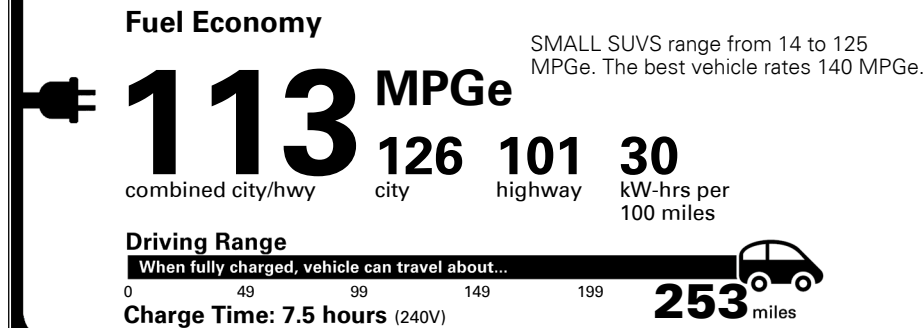 Fuel Economy
SMALL SUVS range from 14 to 125
MPGe. The best vehicle rates 140 MPGe.
113 MPGe
126 101 30
combined city/hwy city highway kW-hrs per
100 miles
Driving Range
When fully charged, vehicle can travel about...
0 49 99 149 199 253 miles
Charge Time: 7.5 hours (240V)